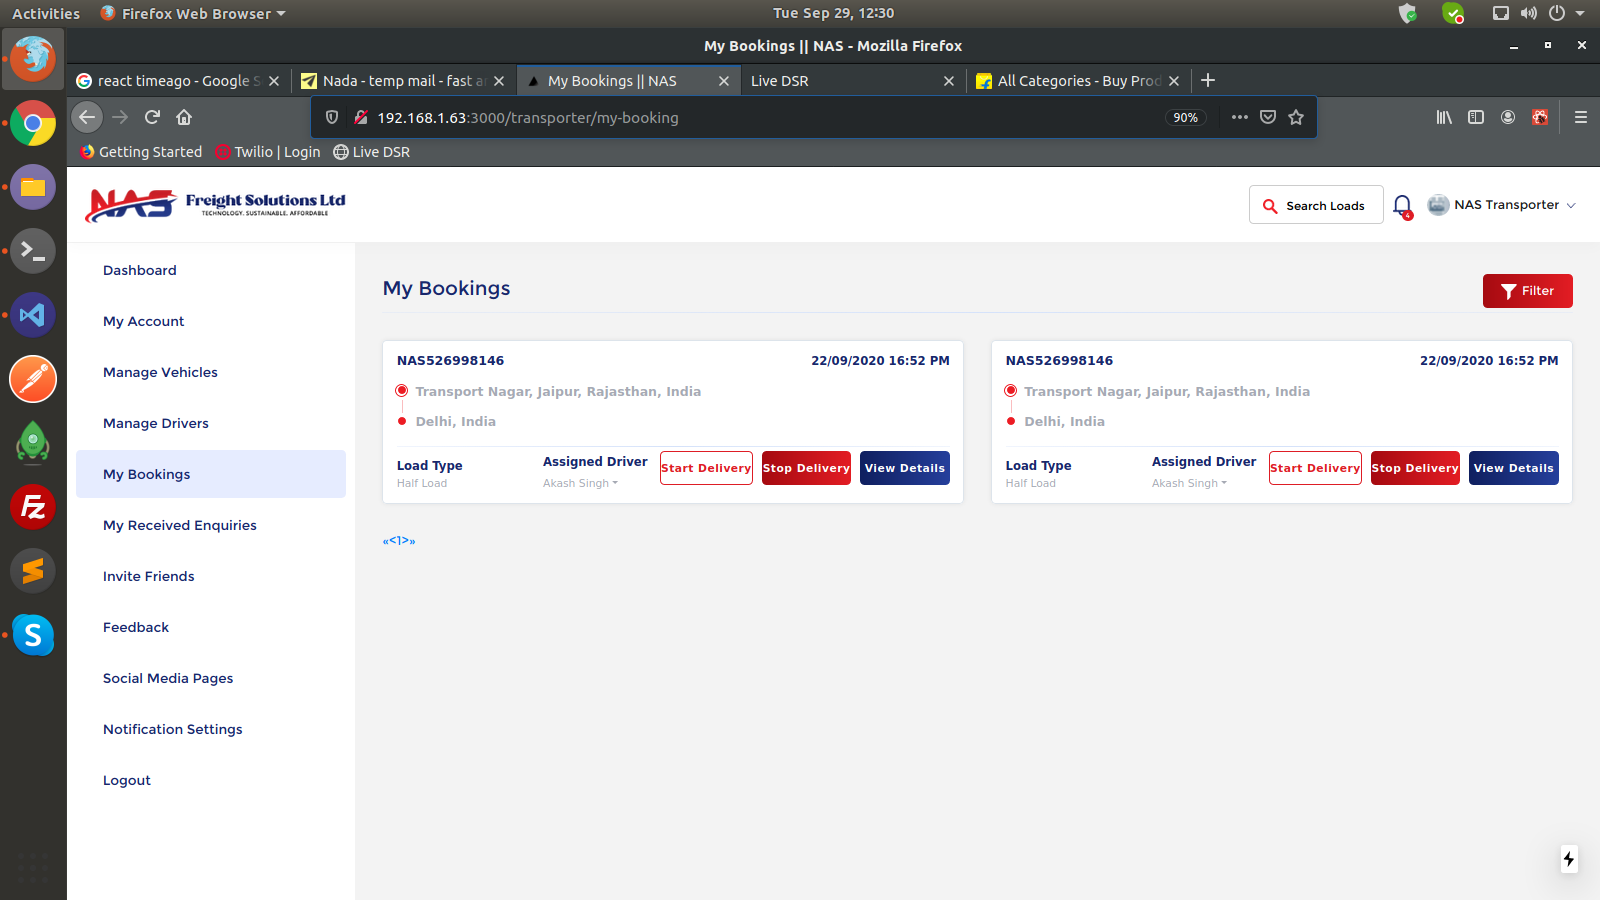 Activities Firefox Web Browser Tue Sep 29, 12:30
My Bookings || NAS - Mozilla Firefox
react timeago - Google S Nada - temp mail - fast a My Bookings || NAS Live DSR All Categories - Buy Prod
192.168.1.63:3000/transporter/my-booking 90%
Getting Started Twilio | Login Live DSR
NAS Freight Solutions Ltd
TECHNOLOGY. SUSTAINABLE. AFFORDABLE
Search Loads 4 NAS Transporter
Dashboard
My Account
Manage Vehicles
Manage Drivers
My Bookings
My Received Enquiries
Invite Friends
Feedback
Social Media Pages
Notification Settings
Logout
My Bookings
Filter
NAS526998146 22/09/2020 16:52 PM
Transport Nagar, Jaipur, Rajasthan, India
Delhi, India
Load Type Assigned Driver Start Delivery Stop Delivery View Details
Half Load Akash Singh
NAS526998146 22/09/2020 16:52 PM
Transport Nagar, Jaipur, Rajasthan, India
Delhi, India
Load Type Assigned Driver Start Delivery Stop Delivery View Details
Half Load Akash Singh
«<1>»